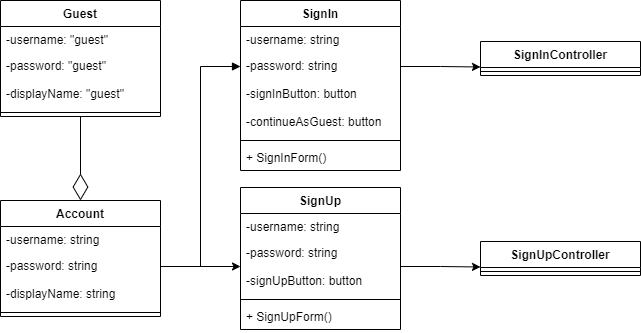 Guest
-username: "guest"
-password: "guest"
-displayName: "guest"
Account
-username: string
-password: string
-displayName: string
SignIn
-username: string
-password: string
-signInButton: button
-continueAsGuest: button
+ SignInForm()
SignUp
-username: string
-password: string
-signUpButton: button
+ SignUpForm()
SignInController
SignUpController